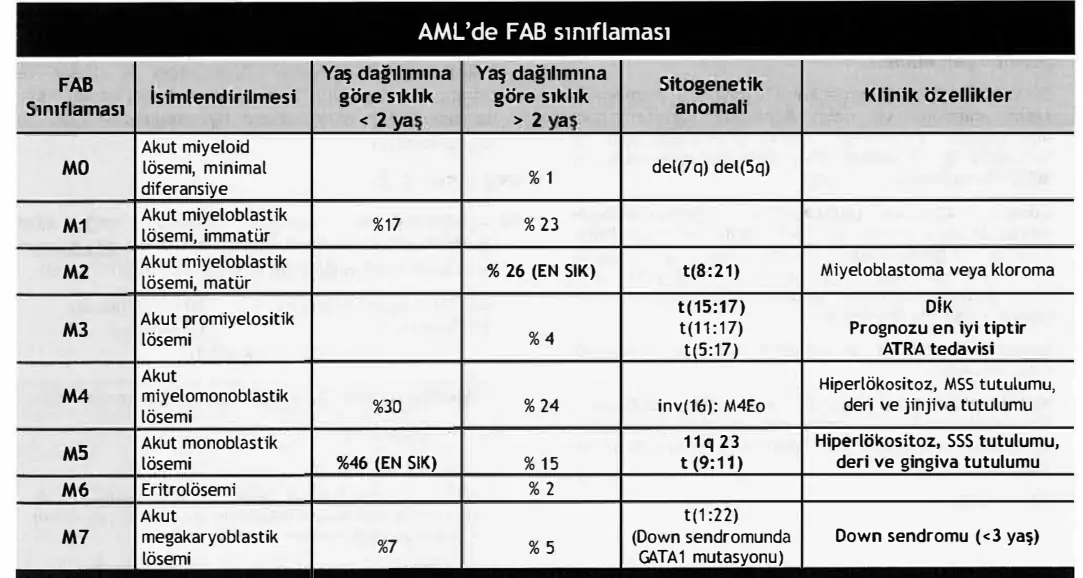 AML'de FAB sınıflaması
FAB
Sınıflaması
İsimlendirilmesi
Yaş dağılımına
göre sıklık
< 2 yaş
Yaş dağılımına
göre sıklık
> 2 yaş
Sitogenetik
anomali
Klinik özellikler
M0
Akut miyeloid
lösemi, minimal
diferansiye
% 1
del(7q) del(5q)
M1
Akut miyeloblastik
lösemi, immatür
%17
% 23
M2
Akut miyeloblastik
lösemi, matür
% 26 (EN SIK)
t(8:21)
Miyeloblastoma veya kloroma
M3
Akut promiyelositik
lösemi
% 4
t(15:17)
t(11:17)
t(5:17)
DİK
Prognozu en iyi tiptir
ATRA tedavisi
M4
Akut
miyelomonoblastik
lösemi
%30
% 24
inv(16): M4Eo
Hiperlökositoz, MSS tutulumu,
deri ve jinjiva tutulumu
M5
Akut monoblastik
lösemi
%46 (EN SIK)
% 15
11q 23
t (9:11)
Hiperlökositoz, SSS tutulumu,
deri ve gingiva tutulumu
M6
Eritrolösemi
% 2
M7
Akut
megakaryoblastik
lösemi
%7
% 5
t(1:22)
(Down sendromunda
GATA1 mutasyonu)
Down sendromu (<3 yaş)